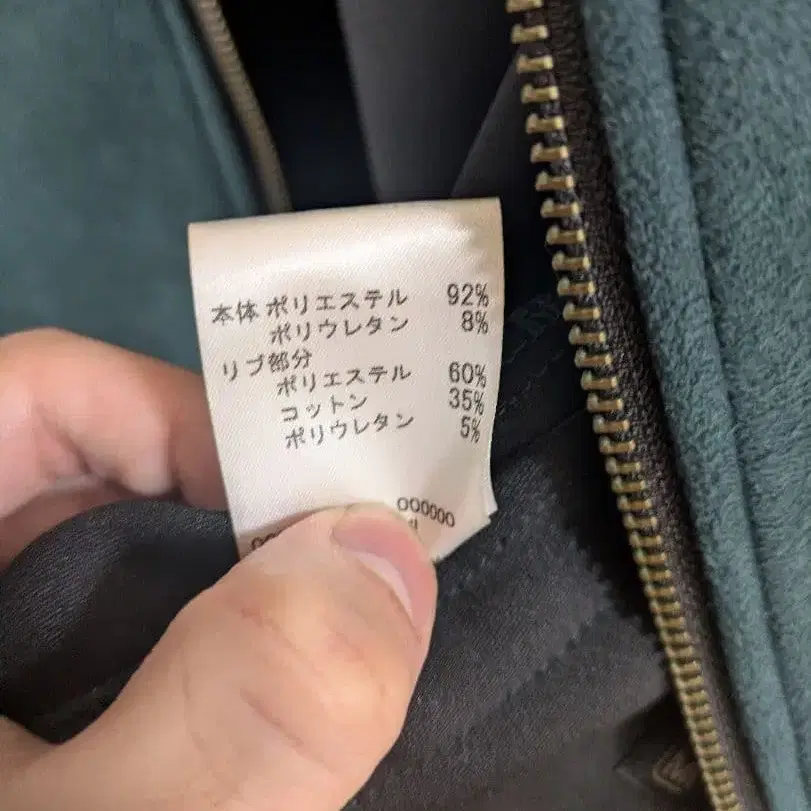 本体 ポリエステル 92%
ポリウレタン 8%
リブ部分
ポリエステル 60%
コットン 35%
ポリウレタン 5%
000000